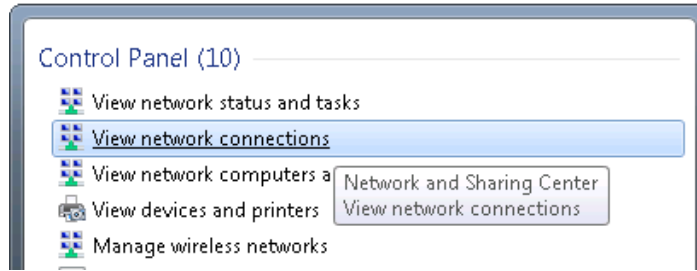 Control Panel (10)
View network status and tasks
View network connections
View network computers a
Network and Sharing Center
View network connections
View devices and printers
Manage wireless networks